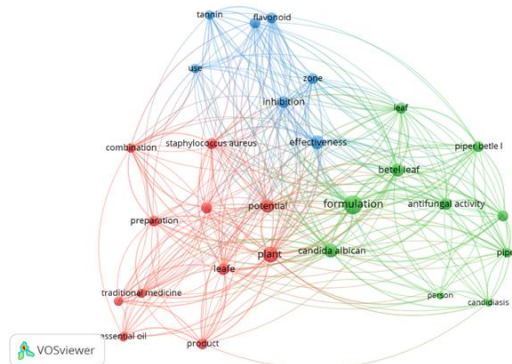 tannin
flavonoid
use
zone
inhibition
leaf
combination
staphylococcus aureus
effectiveness
piper betle l
betel leaf
potential
formulation
antifungal activity
preparation
plant
candida albican
pipe
leafe
traditional medicine
person
candidiasis
essential oil
product
VOSviewer